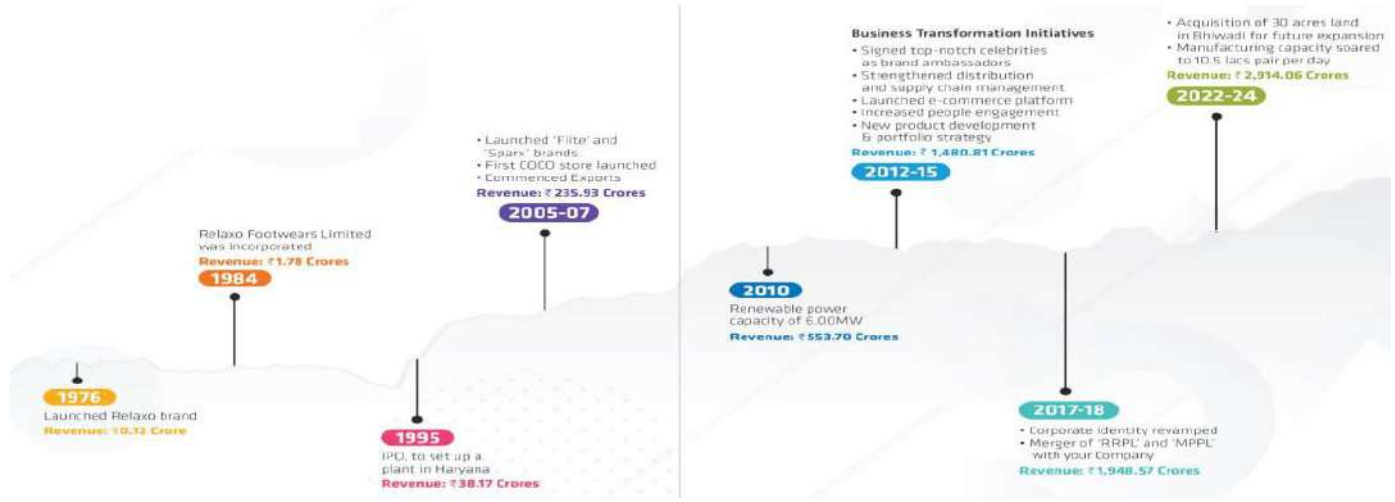 1976
Launched Relaxo brand
Revenue: ₹0.12 Crore
Relaxo Footwears Limited
was incorporated
Revenue: ₹1.78 Crores
1984
1995
IPO, to set up a
plant in Haryana
Revenue: ₹38.17 Crores
• Launched 'Flite' and
'Sparx' brands
• First COCO store launched
• Commenced Exports
Revenue: ₹235.93 Crores
2005-07
2010
Renewable power
capacity of 6.00MW
Revenue: ₹553.70 Crores
Business Transformation Initiatives
• Signed top-notch celebrities
as brand ambassadors
• Strengthened distribution
and supply chain management
• Launched e-commerce platform
• Increased people engagement
• New product development
& portfolio strategy
Revenue: ₹1,480.81 Crores
2012-15
2017-18
• Corporate identity revamped
• Merger of 'RRPL' and 'MPPL'
with your Company
Revenue: ₹1,948.57 Crores
• Acquisition of 30 acres land
in Bhiwadi for future expansion
• Manufacturing capacity soared
to 10.5 lacs pair per day
Revenue: ₹2,914.06 Crores
2022-24